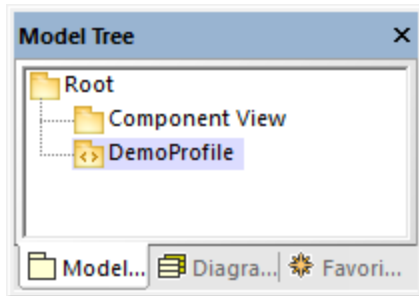 Model Tree
Root
Component View
DemoProfile
Model... Diagra... Favori...